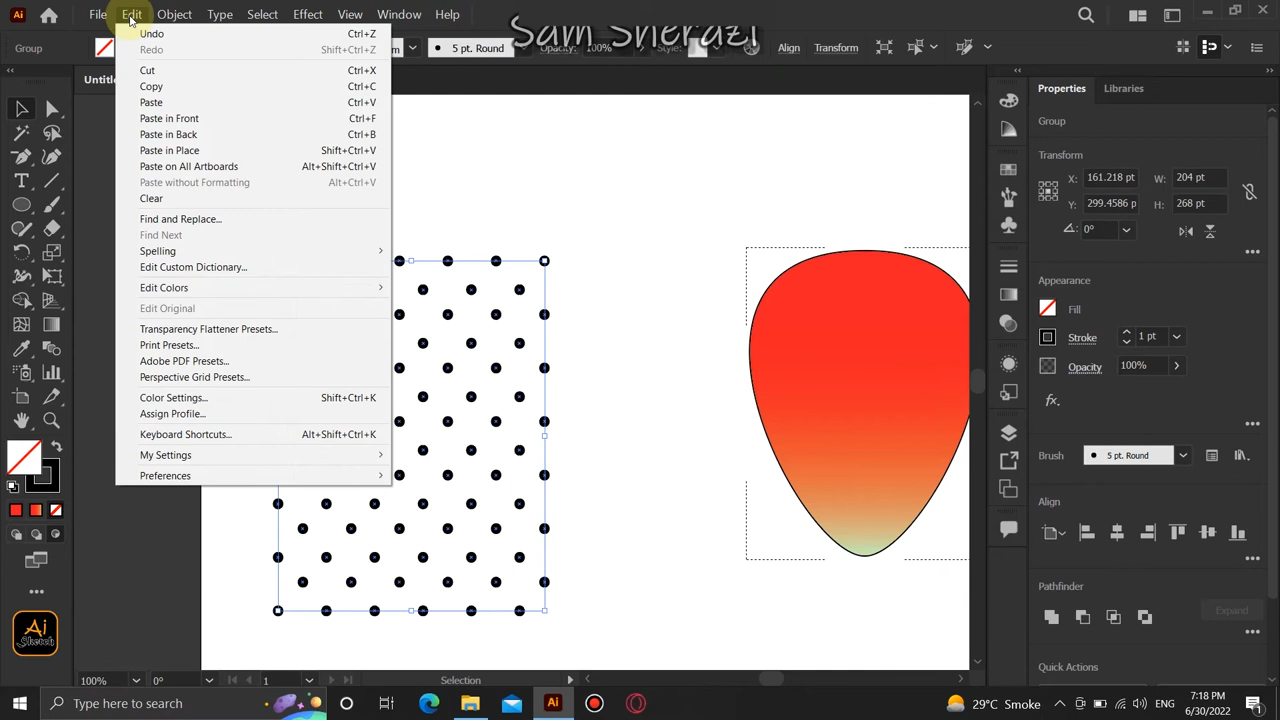 Ai File Edit Object Type Select Effect View Window Help
Sam Sherazi
Group 5 pt. Round Opacity: 100% Style: Align Transform
Undo Ctrl+Z
Redo Shift+Ctrl+Z
Cut Ctrl+X
Copy Ctrl+C
Paste Ctrl+V
Paste in Front Ctrl+F
Paste in Back Ctrl+B
Paste in Place Shift+Ctrl+V
Paste on All Artboards Alt+Shift+Ctrl+V
Paste without Formatting Alt+Ctrl+V
Clear
Find and Replace...
Find Next
Spelling
Edit Custom Dictionary...
Edit Colors
Edit Original
Transparency Flattener Presets...
Print Presets...
Adobe PDF Presets...
Perspective Grid Presets...
Color Settings... Shift+Ctrl+K
Assign Profile...
Keyboard Shortcuts... Alt+Shift+Ctrl+K
My Settings
Preferences
Properties Libraries
Group
Transform
X: 161.218 pt W: 204 pt
Y: 299.4586 p H: 268 pt
0°
Appearance
Fill
Stroke 1 pt
Opacity 100%
fx.
Brush 5 pt. Round
Align
Pathfinder
Expand
Quick Actions
Ai
Sketch
100% 0° 1 Selection
Type here to search
Ai
29°C Smoke
7:18 PM
6/30/2022
1